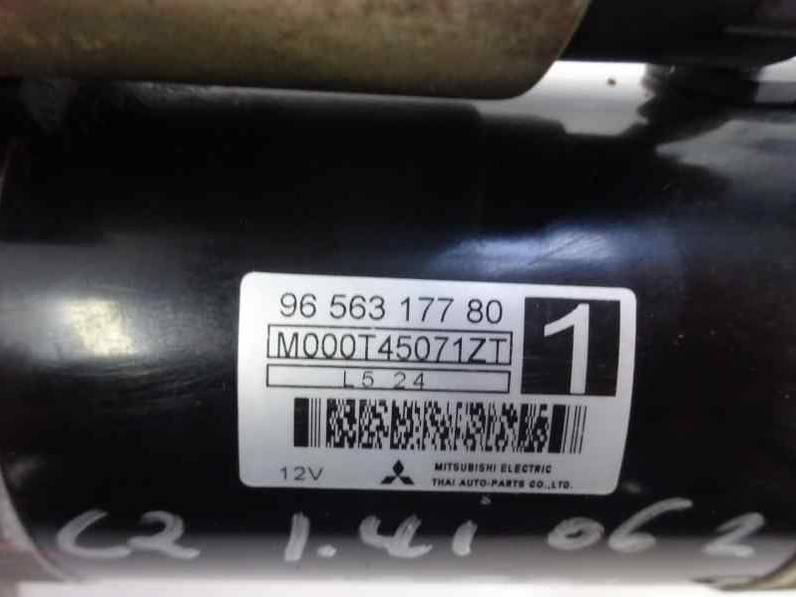 96 563 177 80
1
M000T45071ZT
L5 24
12V
MITSUBISHI ELECTRIC
THAI AUTO-PARTS CO.,LTD.
C2 1.4i 06 2